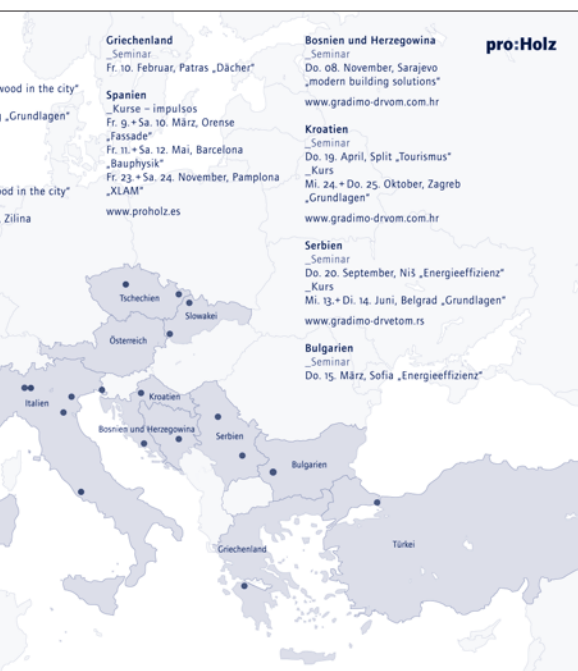 pro:Holz
wood in the city"
„Grundlagen"
ood in the city"
Zilina
Griechenland
_Seminar
Fr. 10. Februar, Patras „Dächer"
Spanien
_Kurse – impulsos
Fr. 9.+Sa. 10. März, Orense
„Fassade"
Fr. 11.+Sa. 12. Mai, Barcelona
„Bauphysik"
Fr. 23.+Sa. 24. November, Pamplona
„XLAM"
www.proholz.es
Bosnien und Herzegowina
_Seminar
Do. 08. November, Sarajevo
„modern building solutions"
www.gradimo-drvom.com.hr
Kroatien
_Seminar
Do. 19. April, Split „Tourismus"
_Kurs
Mi. 24.+Do. 25. Oktober, Zagreb
„Grundlagen"
www.gradimo-drvom.com.hr
Serbien
_Seminar
Do. 20. September, Niš „Energieeffizienz"
_Kurs
Mi. 13.+Di. 14. Juni, Belgrad „Grundlagen"
www.gradimo-drvetom.rs
Bulgarien
_Seminar
Do. 15. März, Sofia „Energieeffizienz"
Tschechien
Slowakei
Österreich
Italien
Kroatien
Bosnien und Herzegowina
Serbien
Bulgarien
Türkei
Griechenland